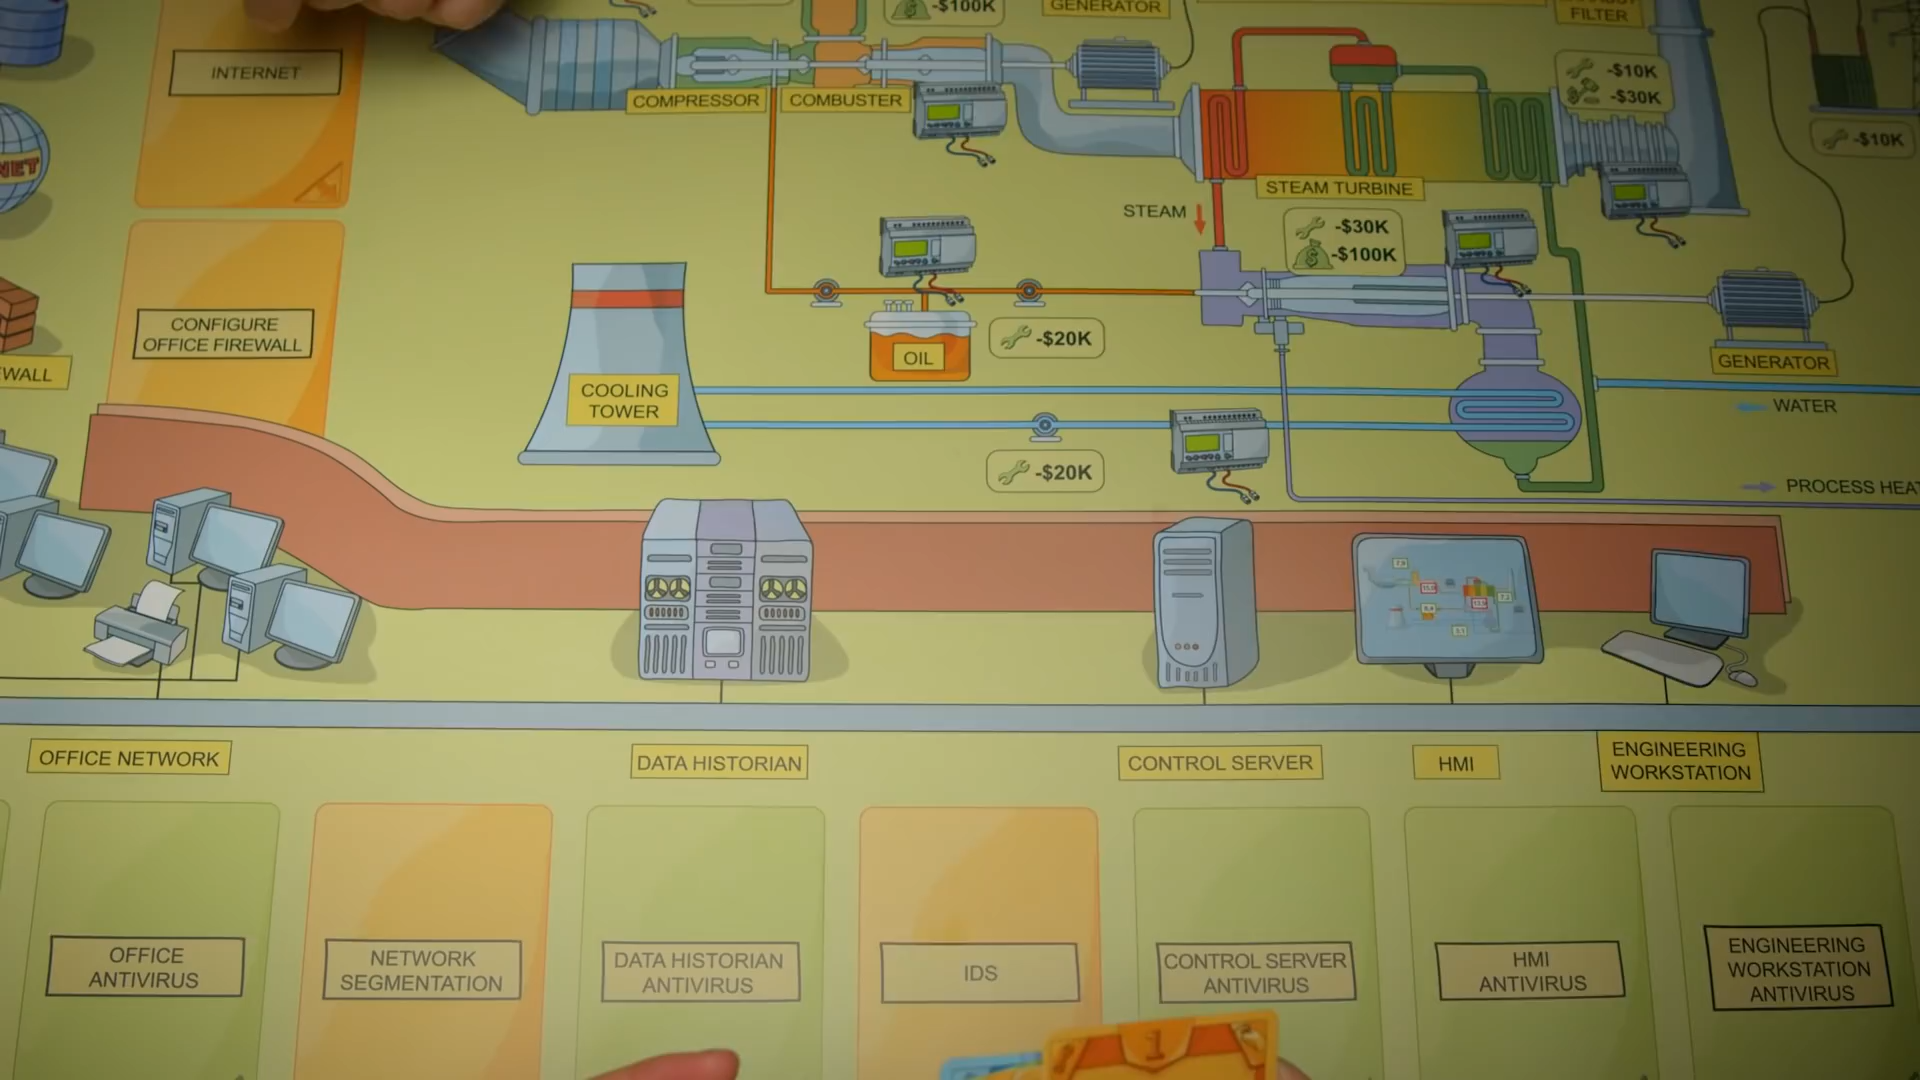 -$100K
GENERATOR
FILTER
INTERNET
COMPRESSOR
COMBUSTER
-$10K
-$30K
-$10K
NET
STEAM TURBINE
STEAM
-$30K
-$100K
CONFIGURE
OFFICE FIREWALL
-$20K
OIL
GENERATOR
WALL
COOLING
TOWER
WATER
-$20K
PROCESS HEAT
OFFICE NETWORK
DATA HISTORIAN
CONTROL SERVER
HMI
ENGINEERING
WORKSTATION
OFFICE
ANTIVIRUS
NETWORK
SEGMENTATION
DATA HISTORIAN
ANTIVIRUS
IDS
CONTROL SERVER
ANTIVIRUS
HMI
ANTIVIRUS
ENGINEERING
WORKSTATION
ANTIVIRUS
1